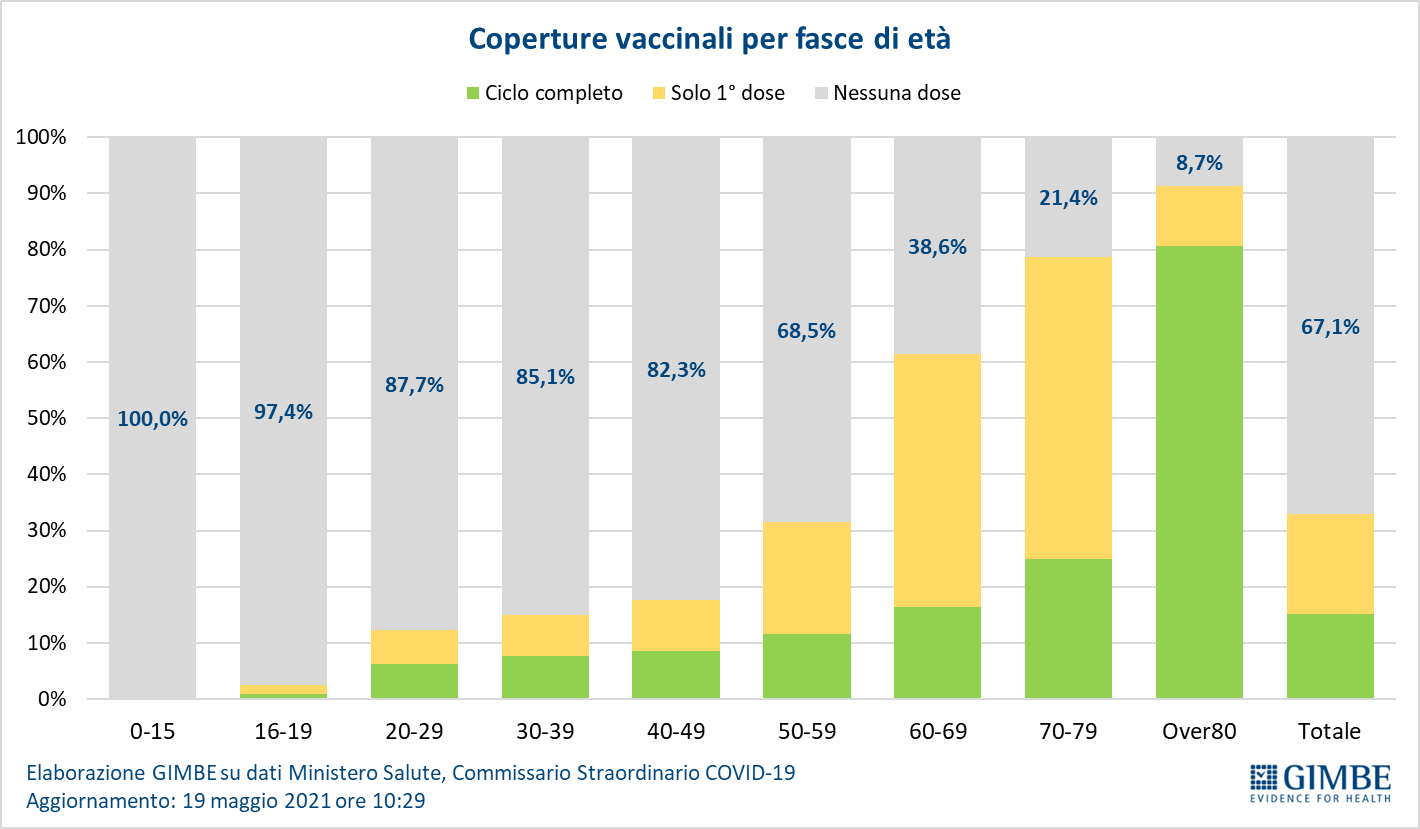 Coperture vaccinali per fasce di età
Ciclo completo Solo 1° dose Nessuna dose
100%
90%
80%
70%
60%
50%
40%
30%
20%
10%
0%
100,0% 97,4% 87,7% 85,1% 82,3% 68,5% 38,6% 21,4% 8,7% 67,1%
0-15 16-19 20-29 30-39 40-49 50-59 60-69 70-79 Over80 Totale
Elaborazione GIMBE su dati Ministero Salute, Commissario Straordinario COVID-19
Aggiornamento: 19 maggio 2021 ore 10:29
GIMBE
EVIDENCE FOR HEALTH